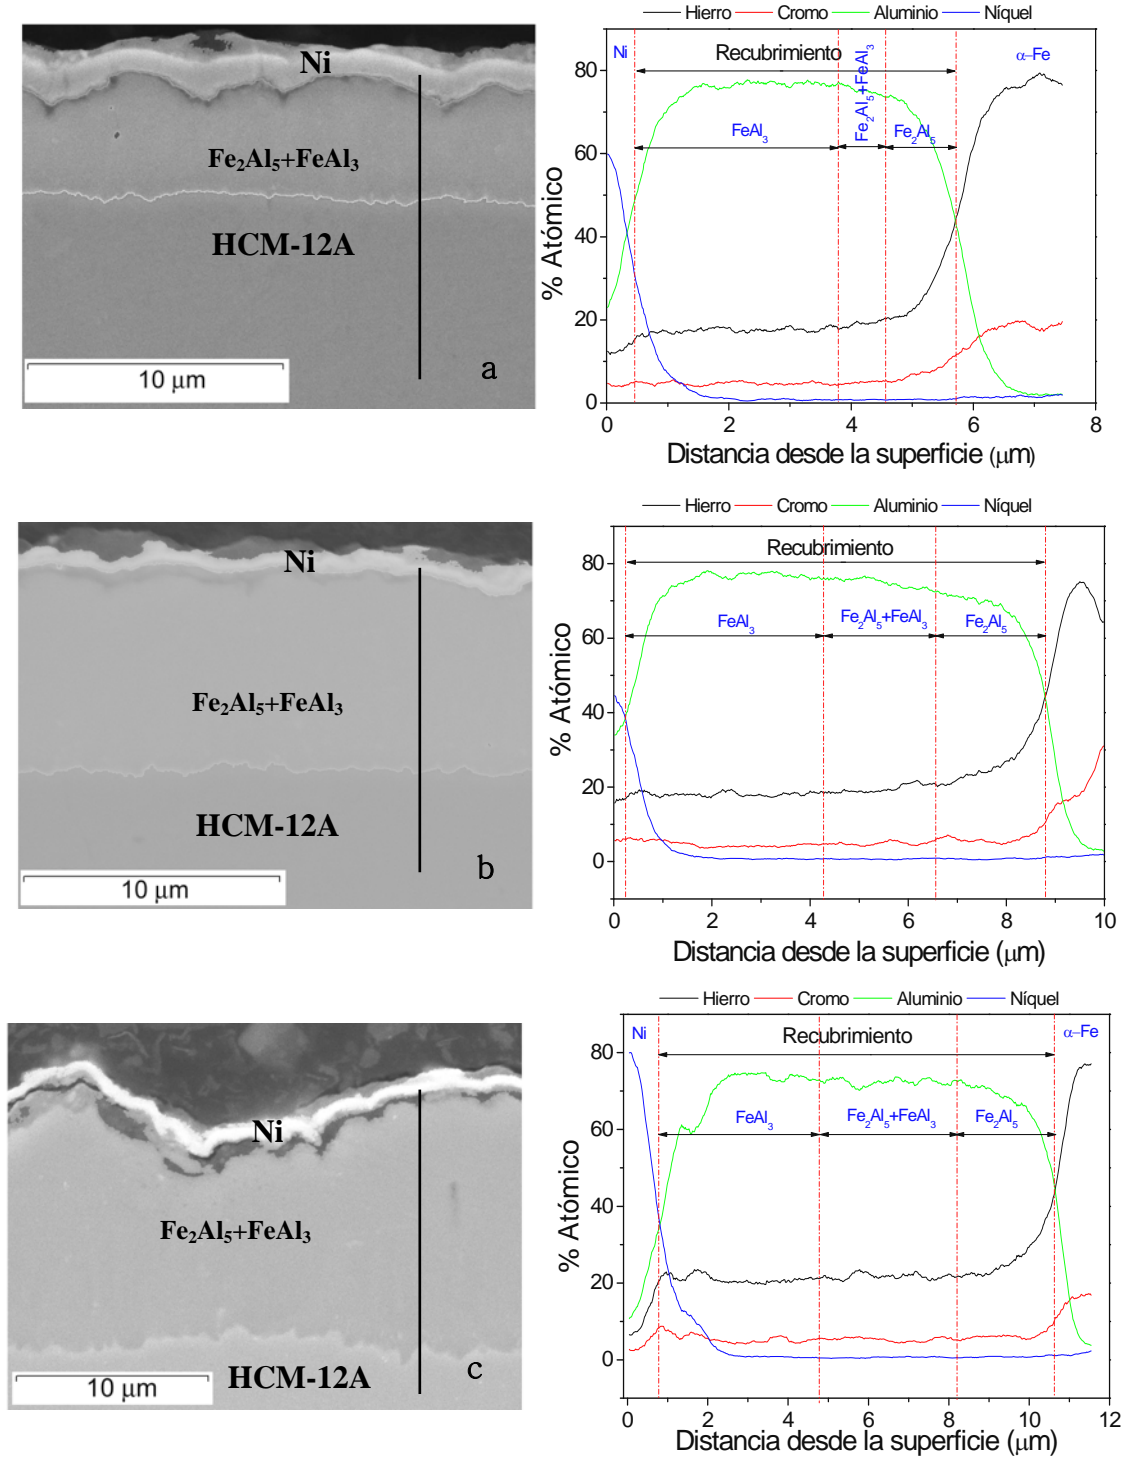 Ni
Fe2Al5+FeAl3
HCM-12A
10 μm
a
Hierro Cromo Aluminio Níquel
Ni
Recubrimiento
α–Fe
FeAl3
Fe2Al5+FeAl3
Fe2Al5
80
60
40
20
0
% Atómico
0 2 4 6 8
Distancia desde la superficie (μm)
Ni
Fe2Al5+FeAl3
HCM-12A
10 μm
b
Hierro Cromo Aluminio Níquel
Recubrimiento
FeAl3
Fe2Al5+FeAl3
Fe2Al5
80
60
40
20
0
% Atómico
0 2 4 6 8 10
Distancia desde la superficie (μm)
Ni
Fe2Al5+FeAl3
HCM-12A
10 μm
c
Hierro Cromo Aluminio Níquel
Ni
Recubrimiento
α–Fe
FeAl3
Fe2Al5+FeAl3
Fe2Al5
80
60
40
20
0
% Atómico
0 2 4 6 8 10 12
Distancia desde la superficie (μm)